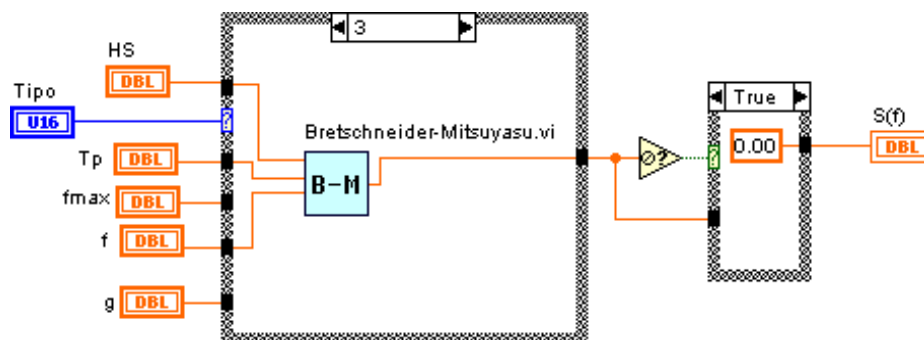 3
HS
DBL
Tipo
U16
Bretschneider-Mitsuyasu.vi
True
S(f)
0.00
DBL
Tp
DBL
B-M
?
?
Ø?
fmax
DBL
f
DBL
g
DBL